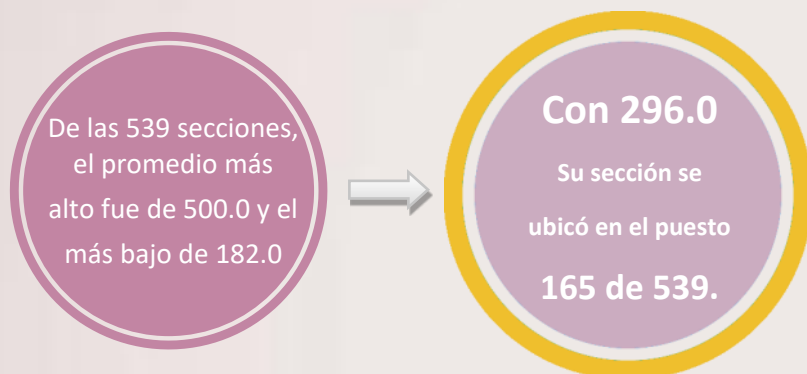 De las 539 secciones,
el promedio más
alto fue de 500.0 y el
más bajo de 182.0
Con 296.0
Su sección se
ubicó en el puesto
165 de 539.